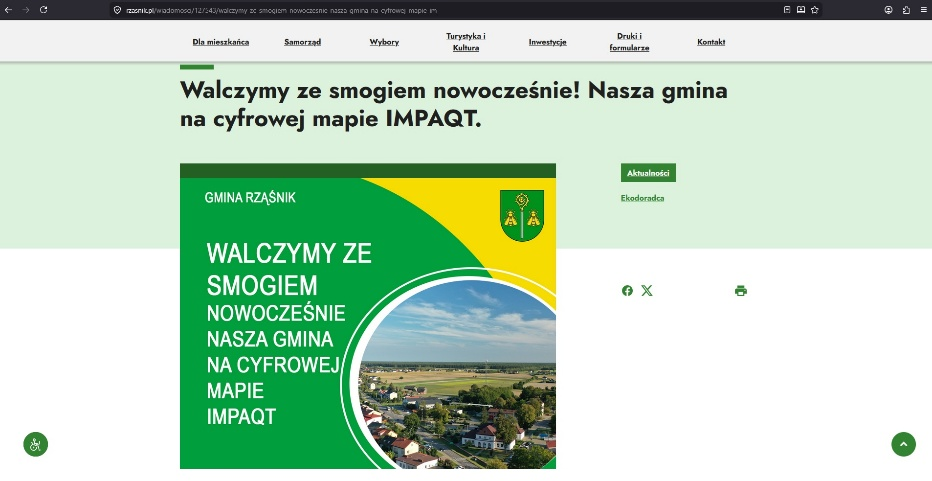 rzasnik.pl/wiadomosci/127543/walczymy-ze-smogiem-nowoczesnie-nasza-gmina-na-cyfrowej-mapie-im
Dla mieszkańca
Samorząd
Wybory
Turystyka i
Kultura
Inwestycje
Druki i
formularze
Kontakt
Walczymy ze smogiem nowocześnie! Nasza gmina
na cyfrowej mapie IMPAQT.
GMINA RZĄŚNIK
WALCZYMY ZE
SMOGIEM
NOWOCZEŚNIE
NASZA GMINA
NA CYFROWEJ
MAPIE
IMPAQT
Aktualności
Ekodoradca